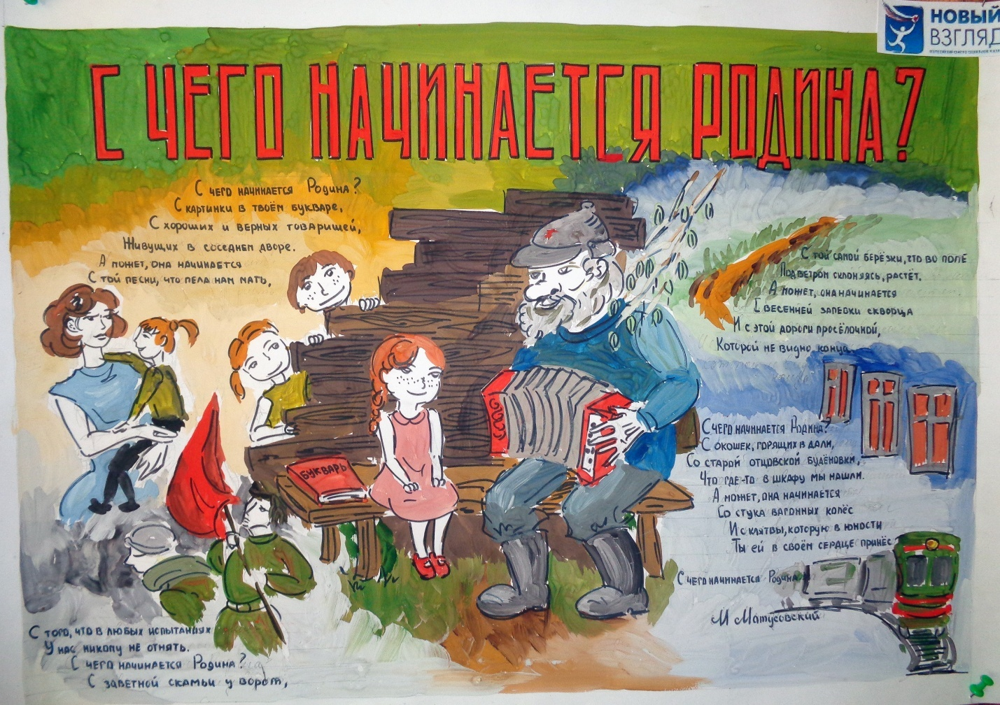 НОВЫЙ
ВЗГЛЯД
С ЧЕГО НАЧИНАЕТСЯ РОДИНА?
С чего начинается Родина?
С картинки в твоём букваре,
С хороших и верных товарищей,
Живущих в соседнем дворе.
А может, она начинается
С той песни, что пела нам мать,
С того, что в любых испытаниях
У нас никому не отнять.
С чего начинается Родина?
С заветной скамьи у ворот,
БУКВАРЬ
С той самой берёзки, что во поле
Под ветром склоняясь, растёт.
А может, она начинается
С весенней запевки скворца
И с этой дороги просёлочной,
Которой не видно конца.
С чего начинается Родина?
С окошек, горящих в дали,
Со старой отцовской будёновки,
Что где-то в шкафу мы нашли.
А может, она начинается
Со стука вагонных колёс
И с клятвы, которую в юности
Ты ей в своём сердце принёс.
С чего начинается Родина?
М Матусовский